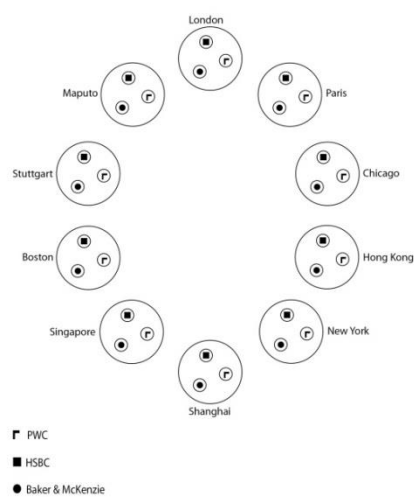 London
Maputo
Paris
Stuttgart
Chicago
Boston
Hong Kong
Singapore
New York
Shanghai
PWC
HSBC
Baker & McKenzie